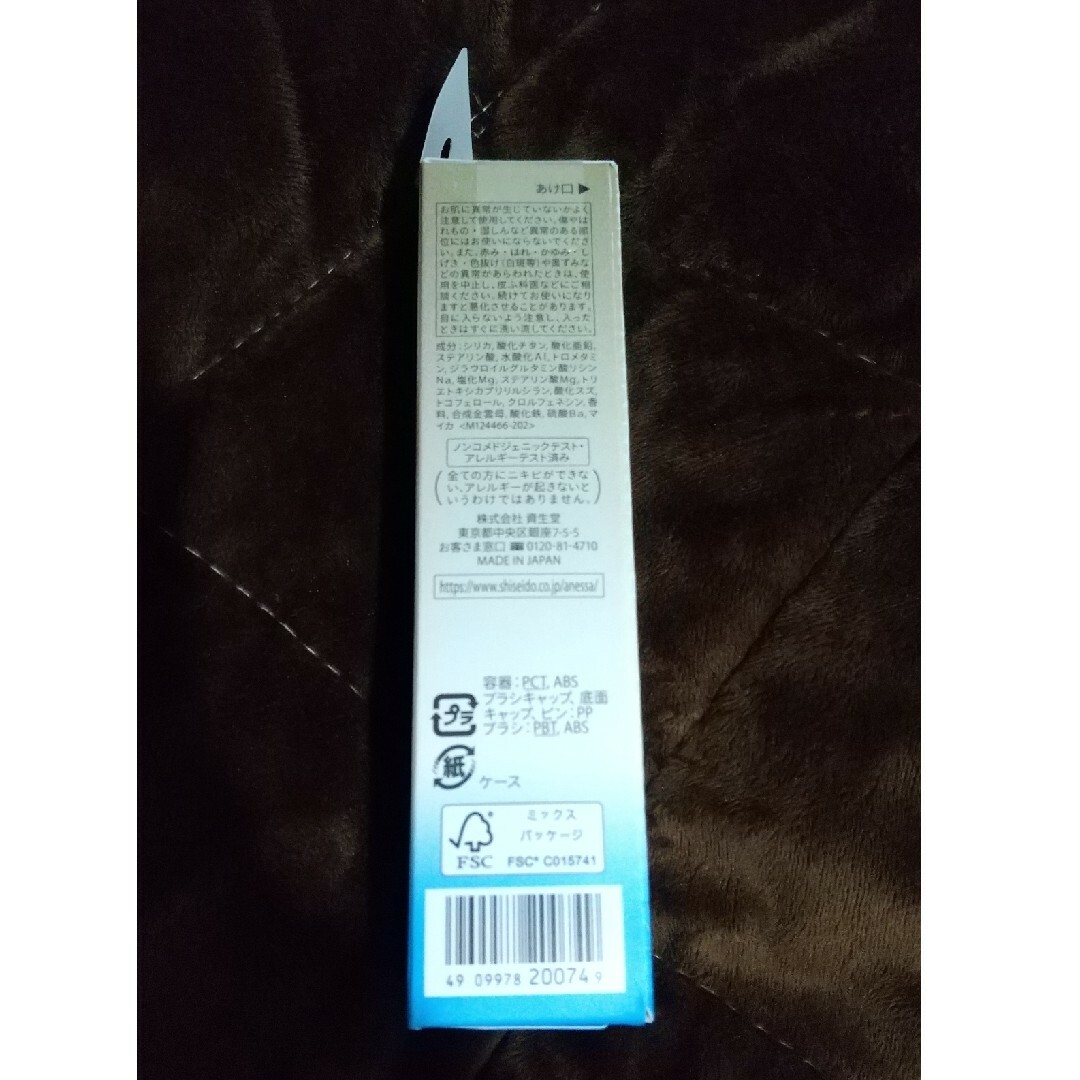 あけ口▶
お肌に異常が生じていないかよく
注意して使用してください。傷やは
れもの・湿しんなど異常のある部
位にはお使いにならないでくださ
い。また、赤み・はれ・かゆみ・し
げき・色抜け(白斑等)や黒ずみな
どの異常があらわれたときは、使
用を中止し、皮ふ科医などにご相
談ください。続けてお使いになり
ますと悪化させることがあります。
目に入らないよう注意し、入った
ときはすぐに洗い流してください。
成分:シリカ, 酸化チタン, 酸化亜鉛,
ステアリン酸, 水酸化Al, トロメタミ
ン, ジラウロイルグルタミン酸リシン
Na, 塩化Mg, ステアリン酸Mg, トリ
エトキシカプリリルシラン, 酸化スズ,
トコフェロール, クロルフェネシン, 香
料, 合成金雲母, 酸化鉄, 硫酸Ba, マ
イカ <M124466-202>
ノンコメドジェニックテスト・
アレルギーテスト済み
(全ての方にニキビができな
い、アレルギーが起きないと
いうわけではありません。)
株式会社 資生堂
東京都中央区銀座7-5-5
お客さま窓口 0120-81-4710
MADE IN JAPAN
https://www.shiseido.co.jp/anessa/
プラ
容器:PCT, ABS
ブラシキャップ、底面
キャップ、ピン:PP
ブラシ:PBT, ABS
紙 ケース
ミックス
パッケージ
FSC FSC® C015741
49 09978 20074 9